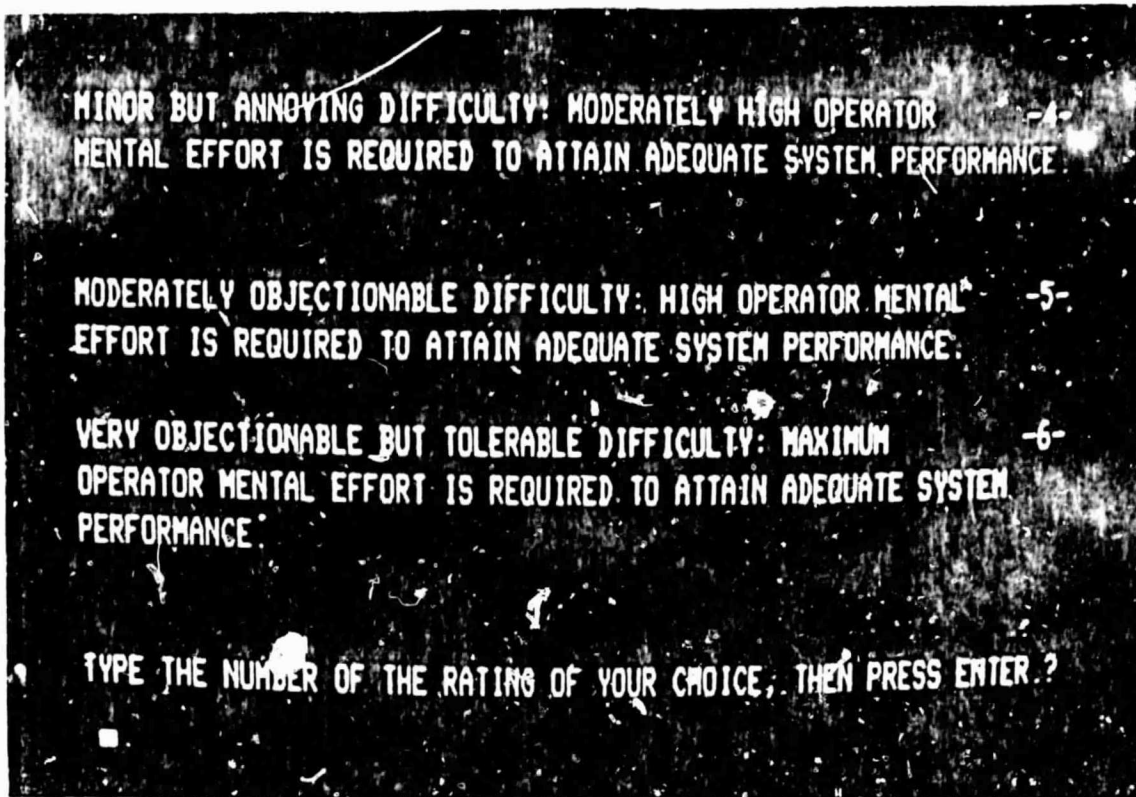 MINOR BUT ANNOYING DIFFICULTY: MODERATELY HIGH OPERATOR -4-
MENTAL EFFORT IS REQUIRED TO ATTAIN ADEQUATE SYSTEM PERFORMANCE.
MODERATELY OBJECTIONABLE DIFFICULTY: HIGH OPERATOR MENTAL -5-
EFFORT IS REQUIRED TO ATTAIN ADEQUATE SYSTEM PERFORMANCE.
VERY OBJECTIONABLE BUT TOLERABLE DIFFICULTY: MAXIMUM -6-
OPERATOR MENTAL EFFORT IS REQUIRED TO ATTAIN ADEQUATE SYSTEM
PERFORMANCE.
TYPE THE NUMBER OF THE RATING OF YOUR CHOICE, THEN PRESS ENTER.?